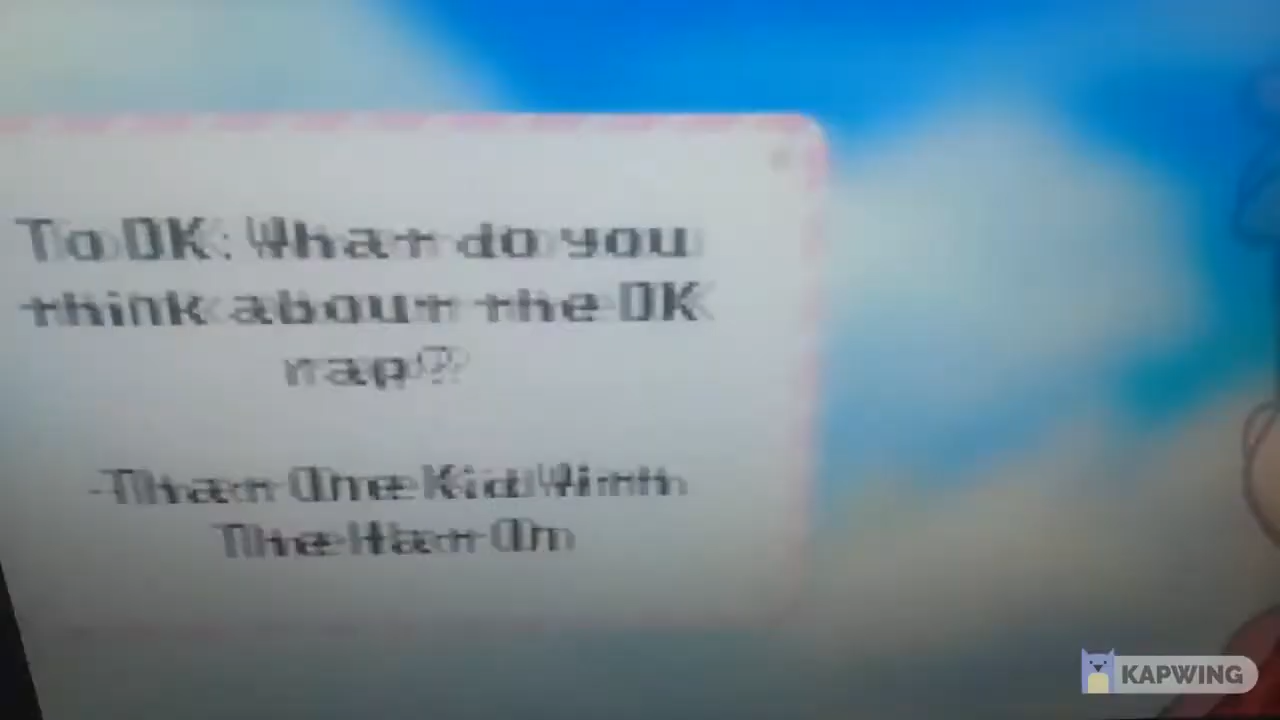 To DK: What do you
think about the DK
rap?
-That One Kid With
The Hat On
KAPWING